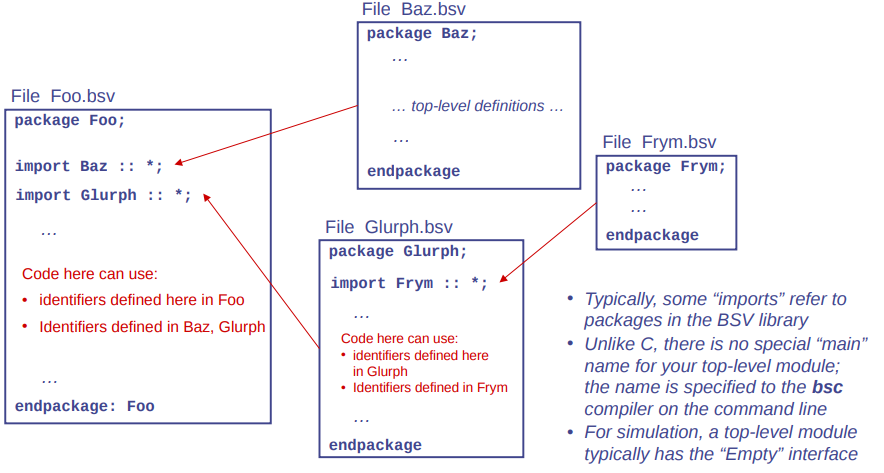 File Baz.bsv
package Baz;
…
… top-level definitions …
…
endpackage
File Foo.bsv
package Foo;
import Baz :: *;
import Glurph :: *;
…
Code here can use:
• identifiers defined here in Foo
• Identifiers defined in Baz, Glurph
…
endpackage: Foo
File Glurph.bsv
package Glurph;
import Frym :: *;
…
Code here can use:
• identifiers defined here
in Glurph
• Identifiers defined in Frym
…
endpackage
File Frym.bsv
package Frym;
…
…
endpackage
• Typically, some “imports” refer to
packages in the BSV library
• Unlike C, there is no special “main”
name for your top-level module;
the name is specified to the bsc
compiler on the command line
• For simulation, a top-level module
typically has the “Empty” interface